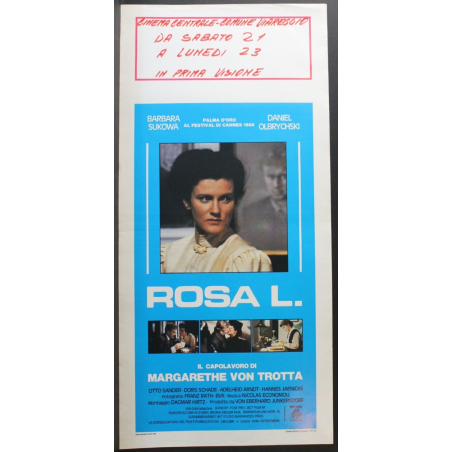 CINEMA CENTRALE - COMUNE VIAREGGIO
DA SABATO 21
A LUNEDI 23
IN PRIMA VISIONE
BARBARA SUKOWA
PALMA D'ORO AL FESTIVAL DI CANNES 1986
DANIEL OLBRYCHSKI
ROSA L.
IL CAPOLAVORO DI
MARGARETHE VON TROTTA
OTTO SANDER - DORIS SCHADE - ADELHEID ARNDT - HANNES JAENICKE
Fotografia FRANZ RATH - BVK Musica NICOLAS ECONOMOU
Montaggio DAGMAR HIRTZ - Prodotto da VON EBERHARD JUNKERSDORF